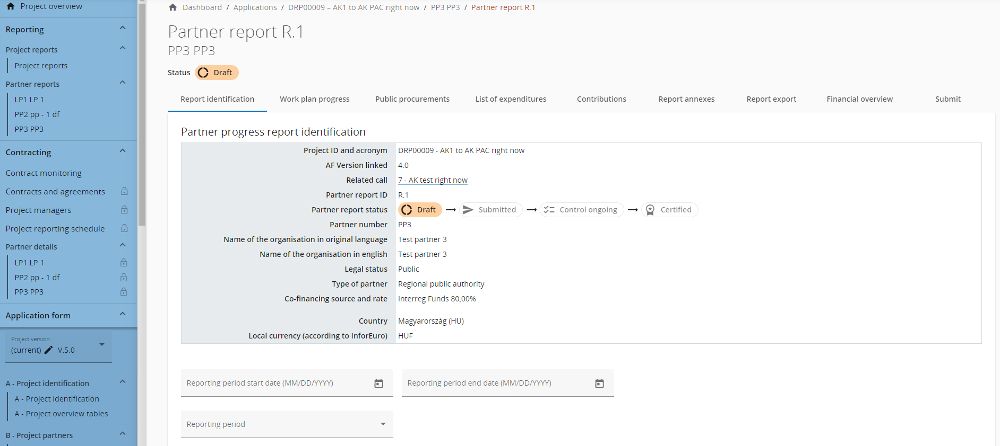 Project overview
Reporting
Project reports
Project reports
Partner reports
LP1 LP 1
PP2 pp - 1 df
PP3 PP3
Contracting
Contract monitoring
Contracts and agreements
Project managers
Project reporting schedule
Partner details
LP1 LP 1
PP2 pp - 1 df
PP3 PP3
Application form
Project version
(current) V.5.0
A - Project identification
A - Project identification
A - Project overview tables
B - Project partners
Dashboard / Applications / DRP00009 – AK1 to AK PAC right now / PP3 PP3 / Partner report R.1
Partner report R.1
PP3 PP3
Status Draft
Report identification Work plan progress Public procurements List of expenditures Contributions Report annexes Report export Financial overview Submit
Partner progress report identification
Project ID and acronym DRP00009 - AK1 to AK PAC right now
AF Version linked 4.0
Related call 7 - AK test right now
Partner report ID R.1
Partner report status Draft → Submitted → Control ongoing → Certified
Partner number PP3
Name of the organisation in original language Test partner 3
Name of the organisation in english Test partner 3
Legal status Public
Type of partner Regional public authority
Co-financing source and rate Interreg Funds 80,00%
Country Magyarország (HU)
Local currency (according to InforEuro) HUF
Reporting period start date (MM/DD/YYYY) Reporting period end date (MM/DD/YYYY)
Reporting period